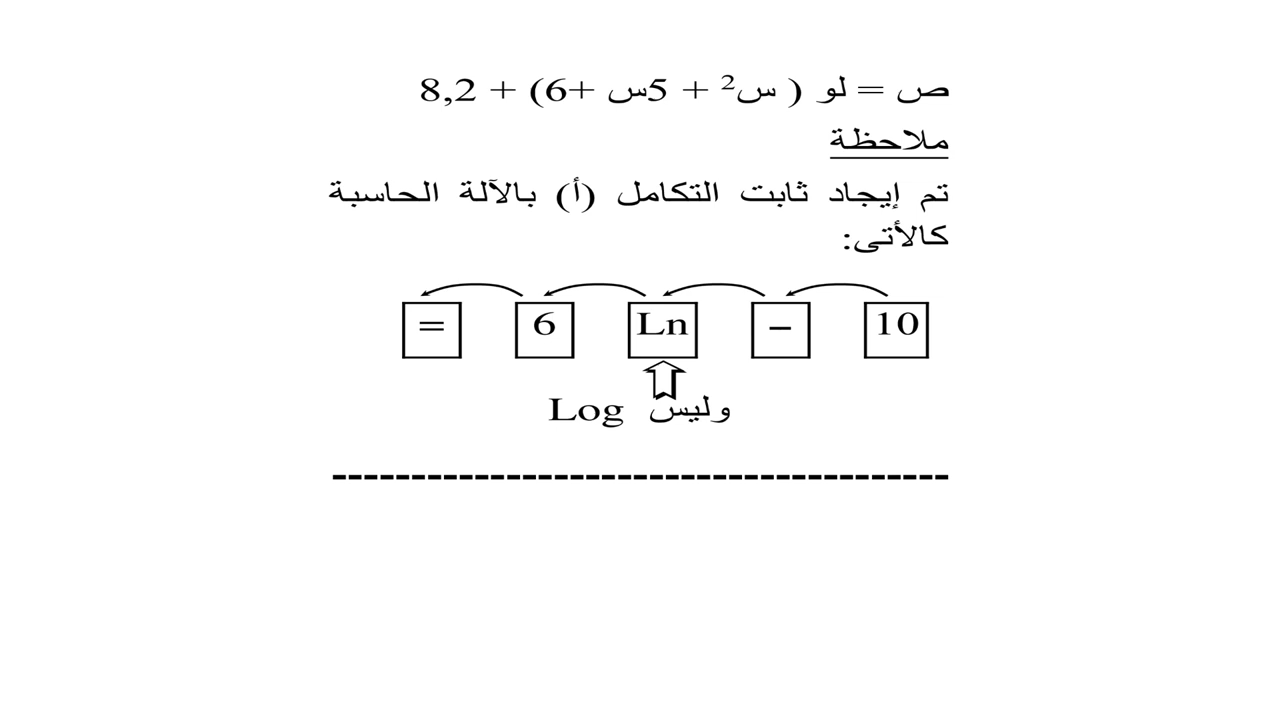 ص = لو ( س² + 5س +6) + 8,2
ملاحظة
تم إيجاد ثابت التكامل (أ) بالآلة الحاسبة
كالأتى:
10 – Ln 6 =
وليس Log
---------------------------------------